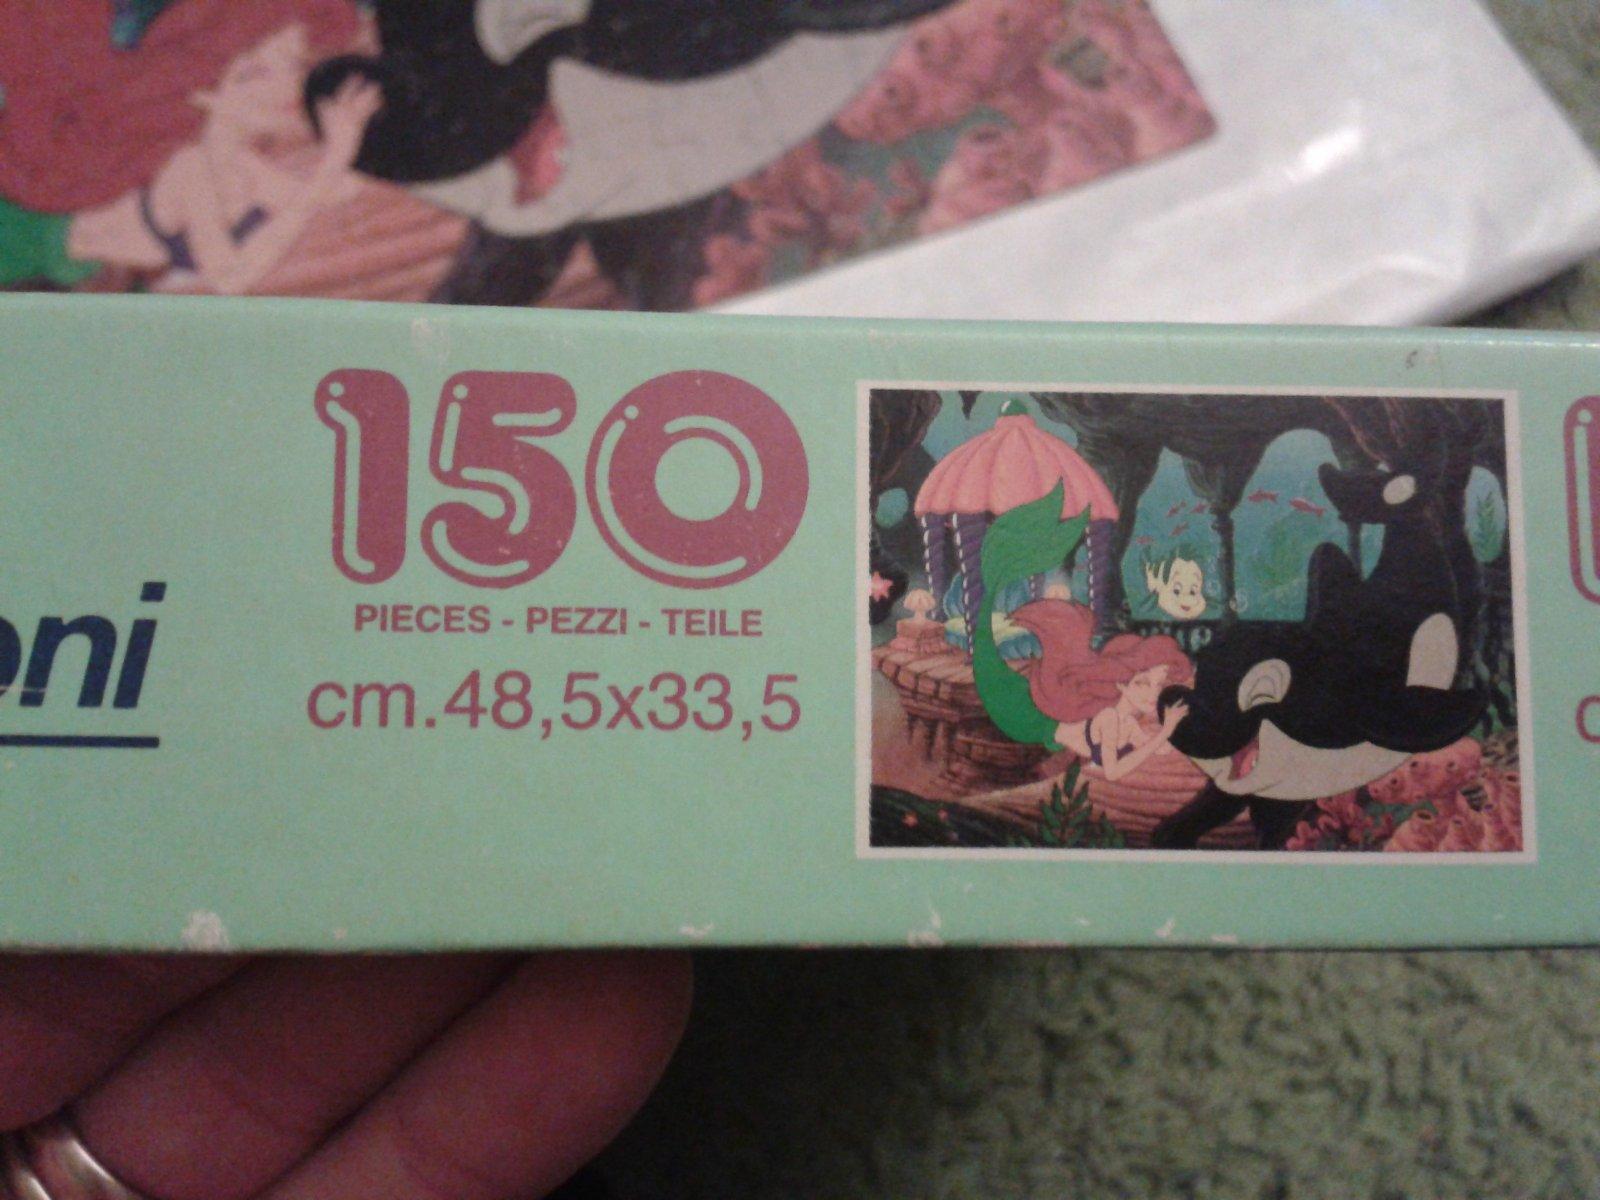 oni
150
PIECES - PEZZI - TEILE
cm.48,5x33,5